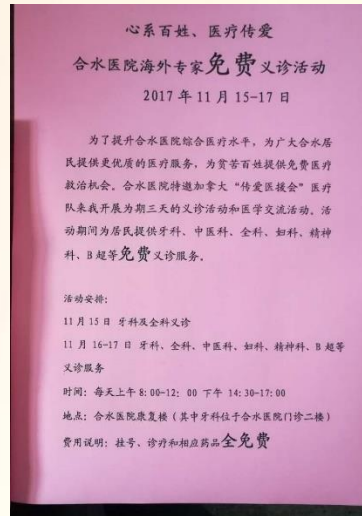 心系百姓、医疗传爱
合水医院海外专家免费义诊活动
2017年11月15-17日
为了提升合水医院综合医疗水平，为广大合水居
民提供更优质的医疗服务，为贫苦百姓提供免费医疗
救治机会。合水医院特邀加拿大“传爱医援会”医疗
队来我开展为期三天的义诊活动和医学交流活动。活
动期间为居民提供牙科、中医科、全科、妇科、精神
科、B超等免费义诊服务。
活动安排：
11月15日 牙科及全科义诊
11月16-17日 牙科、全科、中医科、妇科、精神科、B超等
义诊服务
时间：每天上午8:00-12：00 下午 14:30-17:00
地点：合水医院康复楼（其中牙科位于合水医院门诊二楼）
费用说明：挂号、诊疗和相应药品全免费